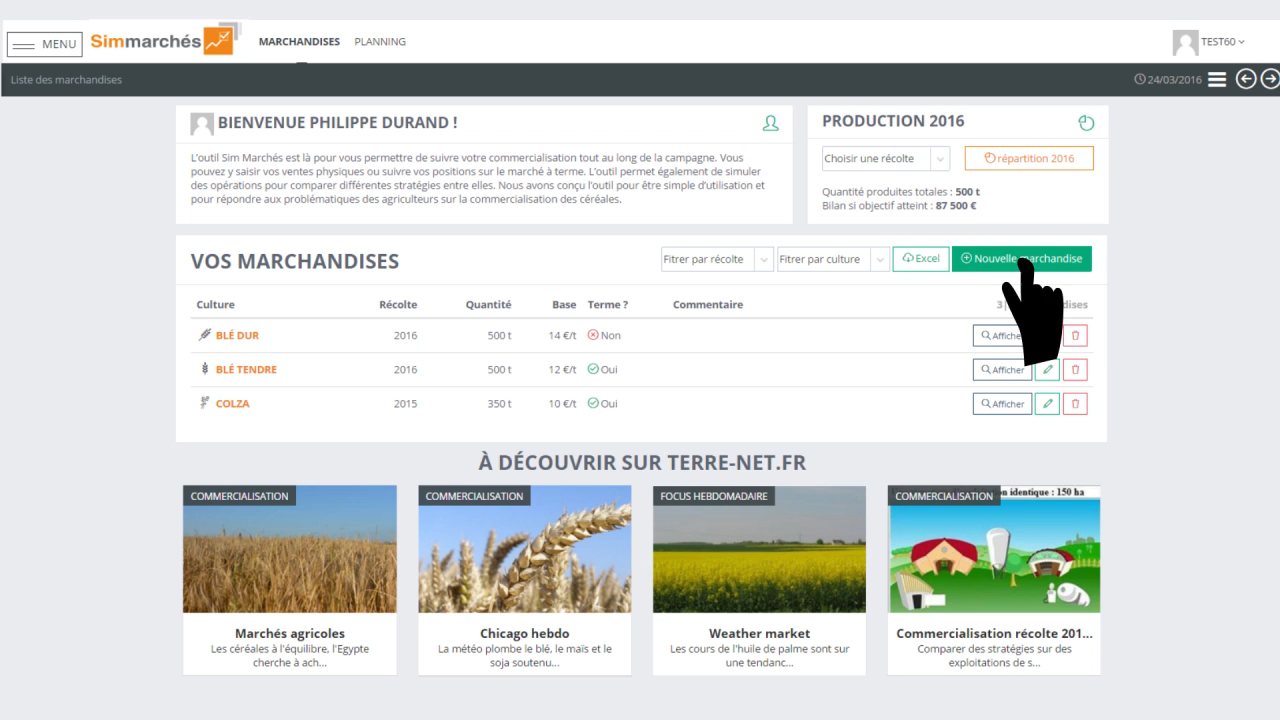 MENU
Simmarchés
MARCHANDISES PLANNING
TEST60
Liste des marchandises
24/03/2016
BIENVENUE PHILIPPE DURAND !
L'outil Sim Marchés est là pour vous permettre de suivre votre commercialisation tout au long de la campagne. Vous
pouvez y saisir vos ventes physiques ou suivre vos positions sur le marché à terme. L'outil permet également de simuler
des opérations pour comparer différentes stratégies entre elles. Nous avons conçu l'outil pour être simple d'utilisation et
pour répondre aux problématiques des agriculteurs sur la commercialisation des céréales.
PRODUCTION 2016
Choisir une récolte
répartition 2016
Quantité produites totales : 500 t
Bilan si objectif atteint : 87 500 €
VOS MARCHANDISES
Fitrer par récolte Fitrer par culture Excel Nouvelle marchandise
Culture Récolte Quantité Base Terme ? Commentaire 3|
BLÉ DUR 2016 500 t 14 €/t Non Afficher
BLÉ TENDRE 2016 500 t 12 €/t Oui Afficher
COLZA 2015 350 t 10 €/t Oui Afficher
À DÉCOUVRIR SUR TERRE-NET.FR
COMMERCIALISATION
Marchés agricoles
Les céréales à l'équilibre, l'Egypte
cherche à ach...
COMMERCIALISATION
Chicago hebdo
La météo plombe le blé, le maïs et le
soja soutenu...
FOCUS HEBDOMADAIRE
Weather market
Les cours de l'huile de palme sont sur
une tendanc...
COMMERCIALISATION
identique : 150 ha
Commercialisation récolte 201...
Comparer des stratégies sur des
exploitations de s...